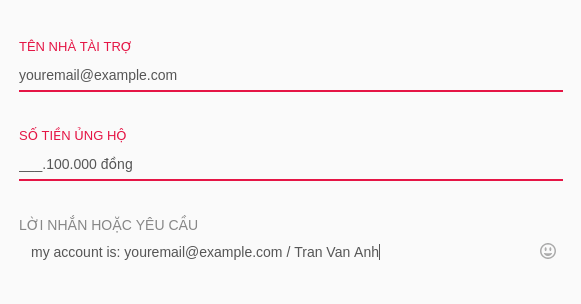 TÊN NHÀ TÀI TRỢ
youremail@example.com
SỐ TIỀN ỦNG HỘ
___.100.000 đồng
LỜI NHẮN HOẶC YÊU CẦU
my account is: youremail@example.com / Tran Van Anh